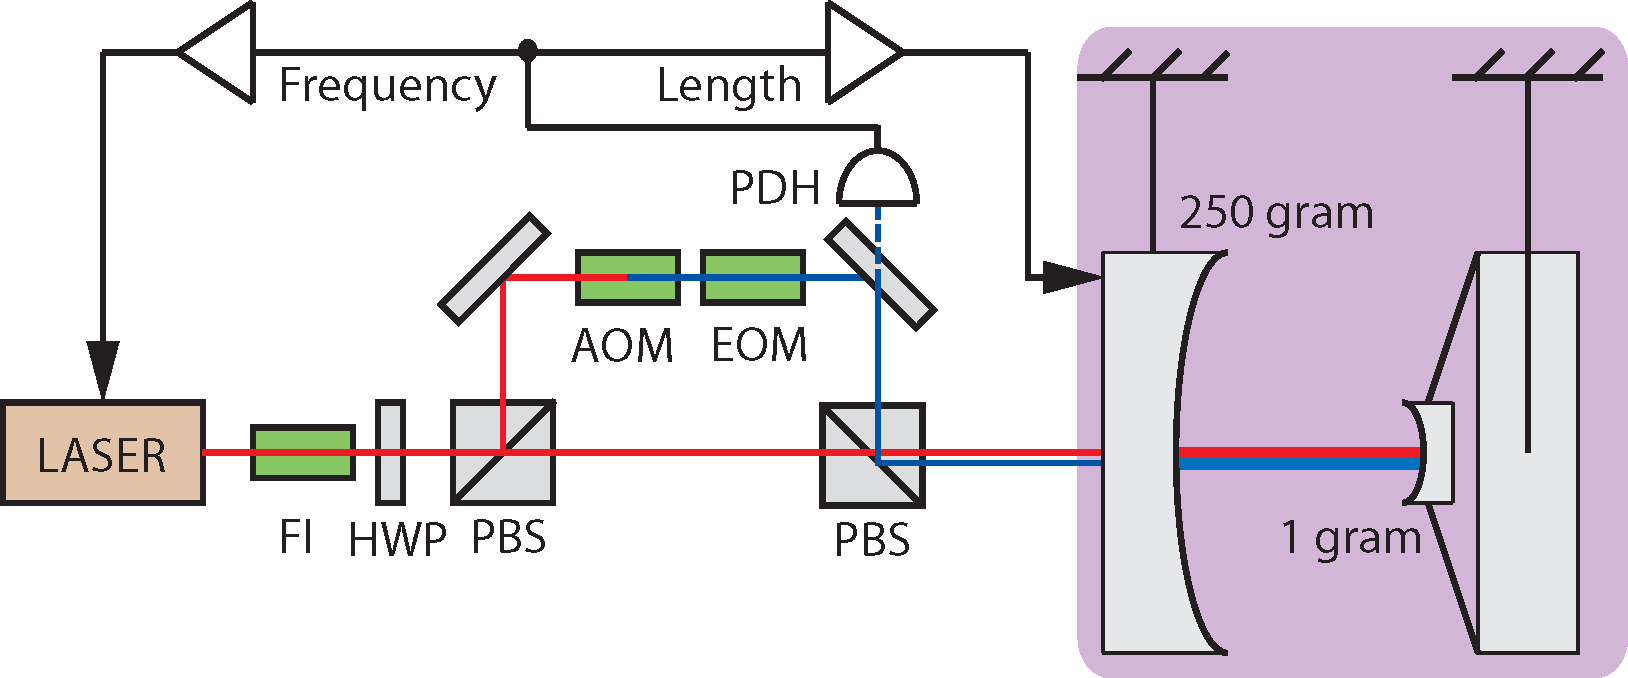 Frequency
Length
PDH
250 gram
AOM
EOM
LASER
FI
HWP
PBS
PBS
1 gram